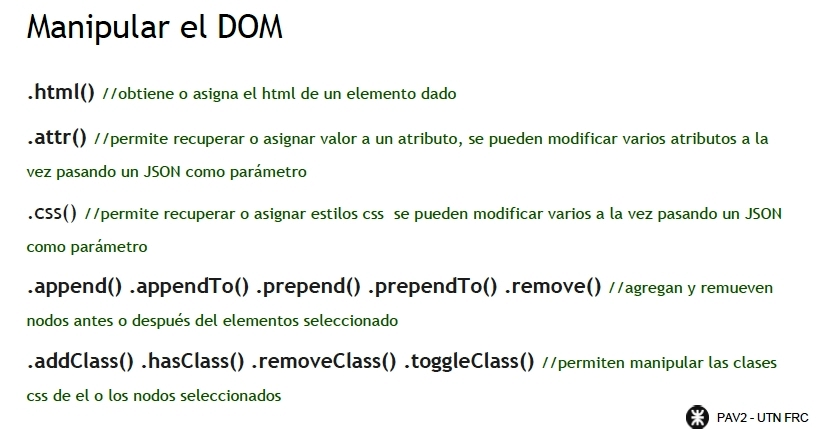 Manipular el DOM
.html() //obtiene o asigna el html de un elemento dado
.attr() //permite recuperar o asignar valor a un atributo, se pueden modificar varios atributos a la
vez pasando un JSON como parámetro
.css() //permite recuperar o asignar estilos css se pueden modificar varios a la vez pasando un JSON
como parámetro
.append() .appendTo() .prepend() .prependTo() .remove() //agregan y remueven
nodos antes o después del elementos seleccionado
.addClass() .hasClass() .removeClass() .toggleClass() //permiten manipular las clases
css de el o los nodos seleccionados
PAV2 - UTN FRC